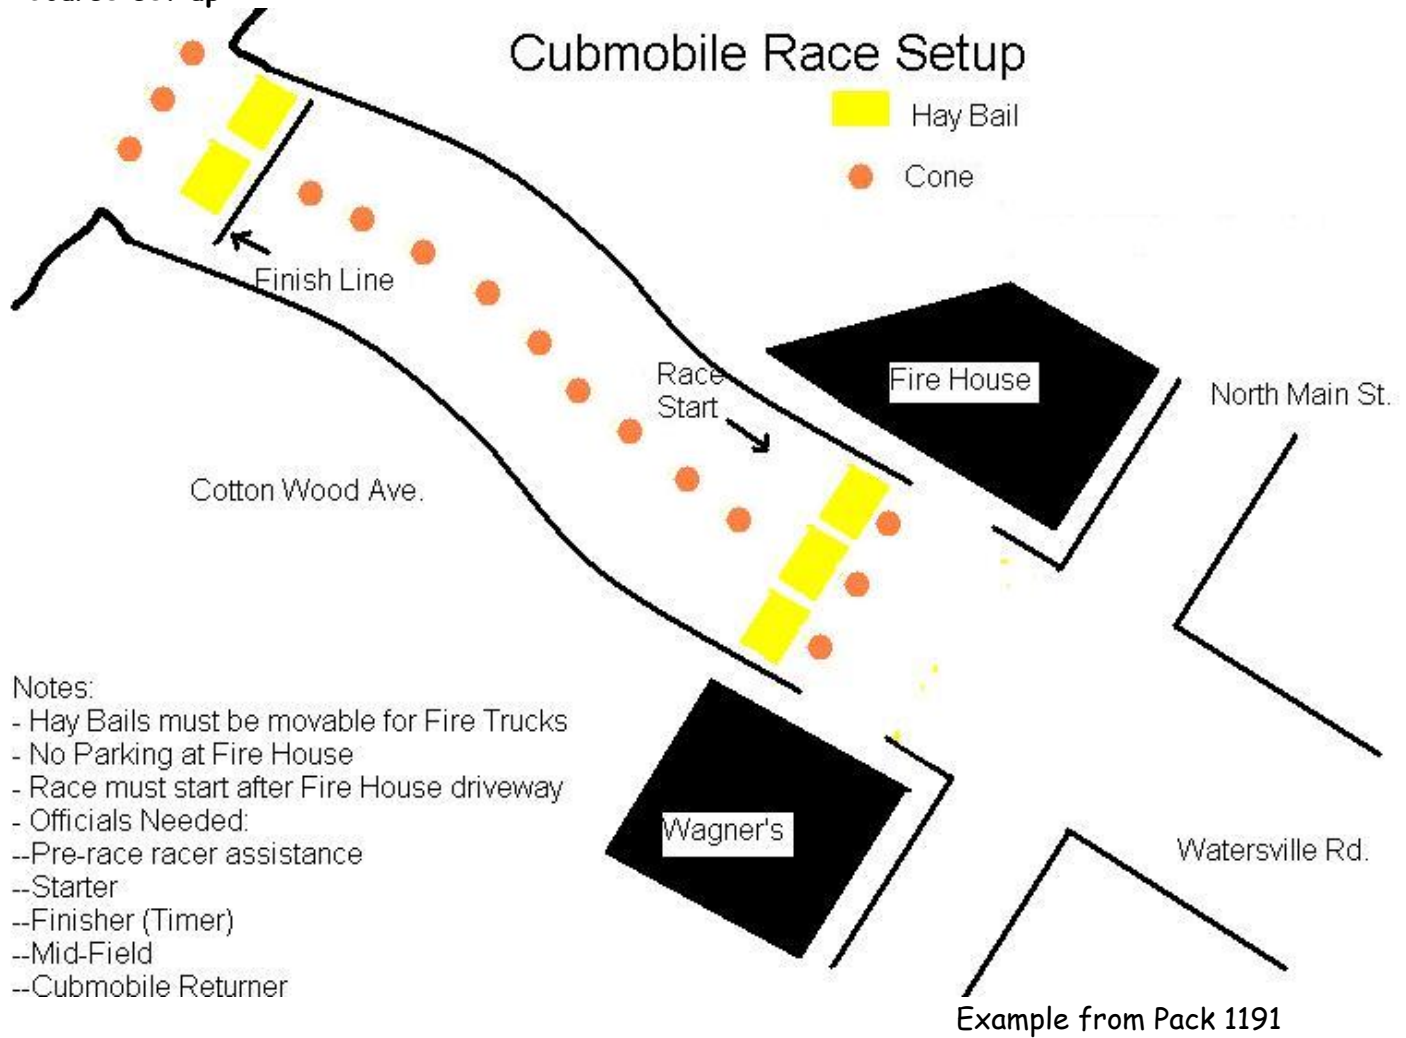 Cubmobile Race Setup
Hay Bail
Cone
Finish Line
Race
Start
Fire House
North Main St.
Cotton Wood Ave.
Notes:
- Hay Bails must be movable for Fire Trucks
- No Parking at Fire House
- Race must start after Fire House driveway
- Officials Needed:
--Pre-race racer assistance
--Starter
--Finisher (Timer)
--Mid-Field
--Cubmobile Returner
Wagner's
Watersville Rd.
Example from Pack 1191